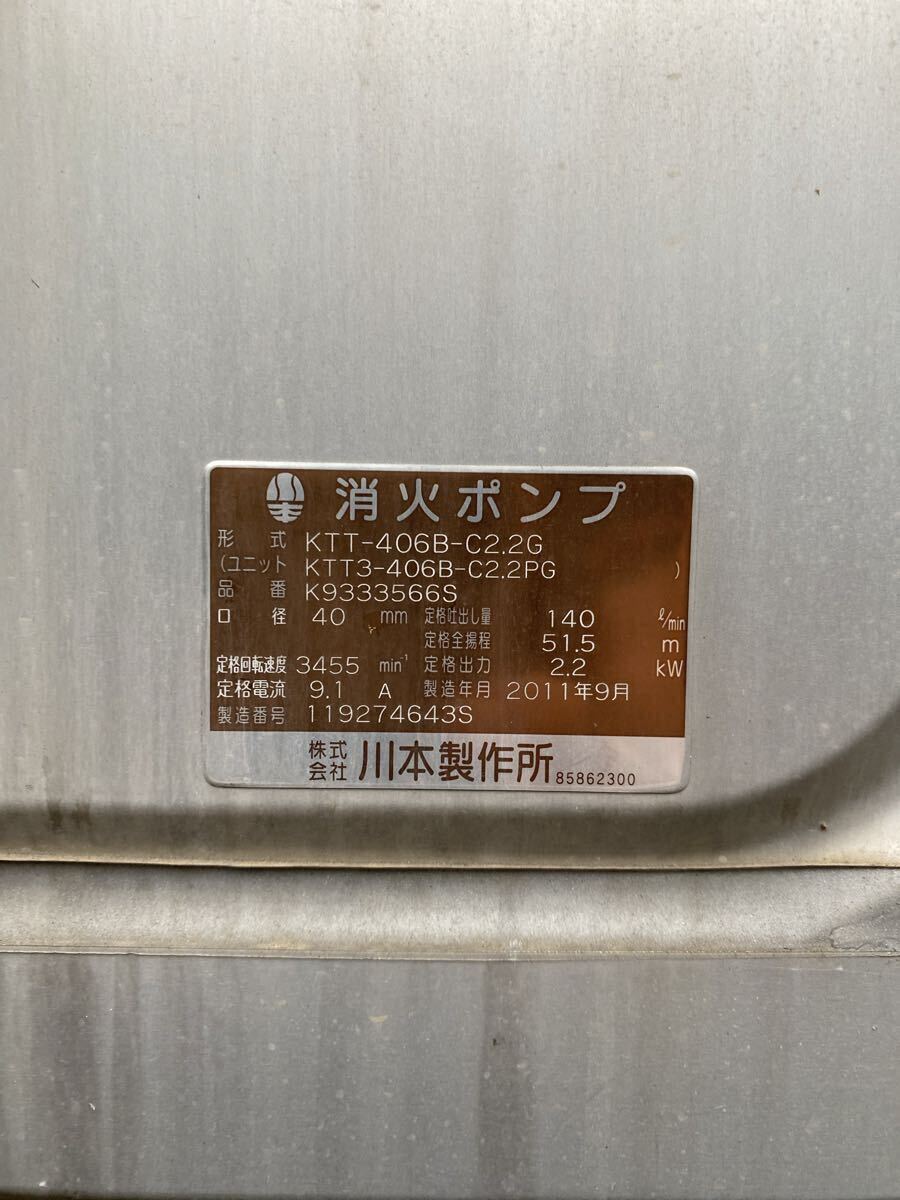 消火ポンプ
形 式 KTT-406B-C2.2G
(ユニット KTT3-406B-C2.2PG )
品 番 K9333566S
口 径 40 mm 定格吐出し量 140 ℓ/min
定格全揚程 51.5 m
定格回転速度 3455 min⁻¹ 定格出力 2.2 kW
定格電流 9.1 A 製造年月 2011年9月
製造番号 119274643S
株式会社 川本製作所 85862300